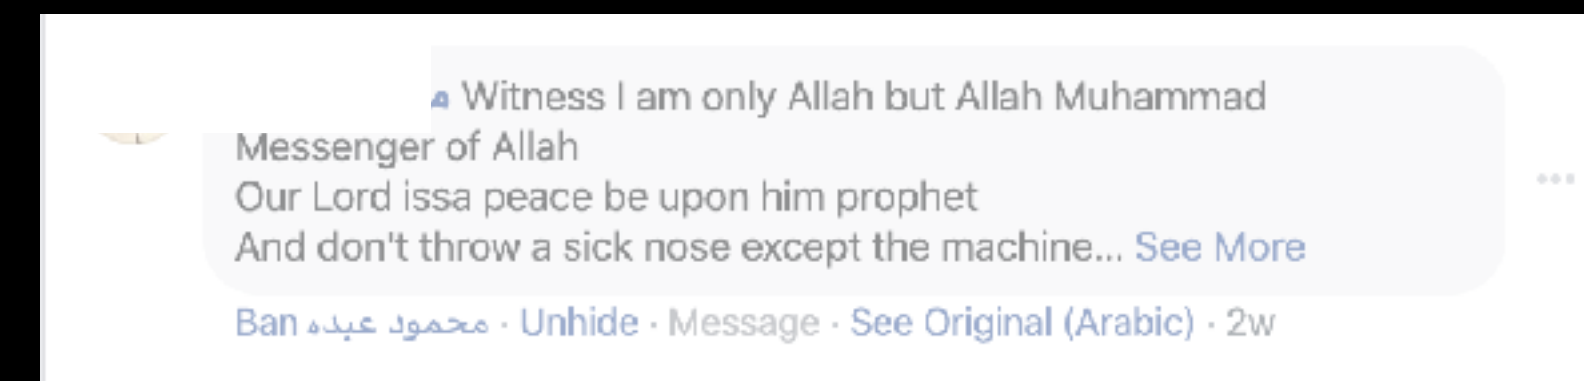 م Witness I am only Allah but Allah Muhammad
Messenger of Allah
Our Lord issa peace be upon him prophet
And don't throw a sick nose except the machine... See More
Ban محمود عبده · Unhide · Message · See Original (Arabic) · 2w